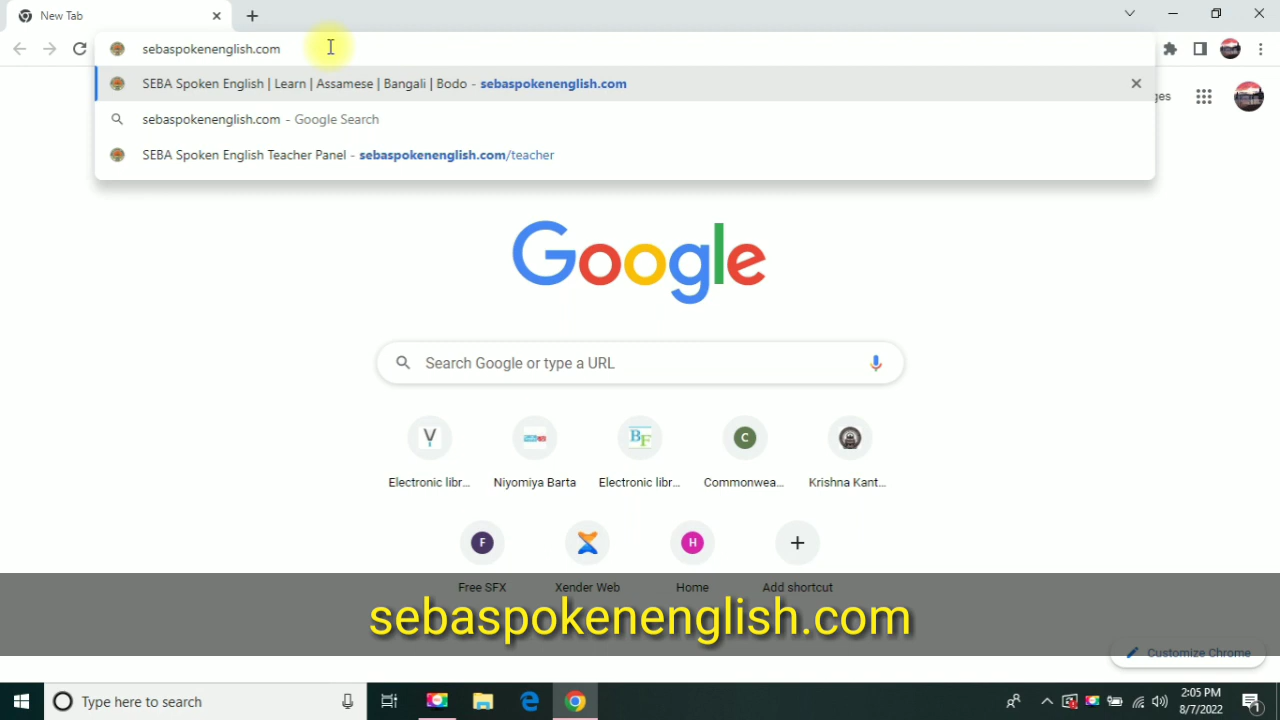 New Tab
sebaspokenenglish.com
SEBA Spoken English | Learn | Assamese | Bangali | Bodo - sebaspokenenglish.com
sebaspokenenglish.com - Google Search
ges
SEBA Spoken English Teacher Panel - sebaspokenenglish.com/teacher
Google
Search Google or type a URL
Electronic libr... Niyomiya Barta Electronic libr... Commonwea... Krishna Kant...
Free SFX Xender Web Home Add shortcut
sebaspokenenglish.com
Customize Chrome
Type here to search
2:05 PM
8/7/2022